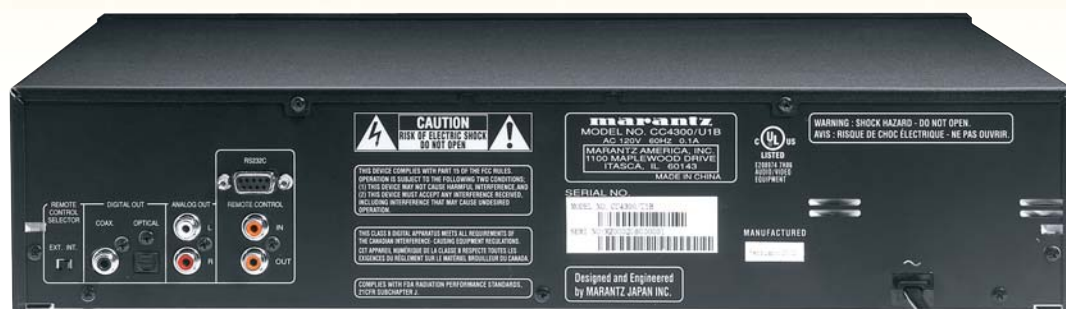 REMOTE
CONTROL
SELECTOR
EXT. INT.
DIGITAL OUT
COAX
OPTICAL
ANALOG OUT
L
R
RS232C
REMOTE CONTROL
IN
OUT
CAUTION
RISK OF ELECTRIC SHOCK
DO NOT OPEN
THIS DEVICE COMPLIES WITH PART 15 OF THE FCC RULES.
OPERATION IS SUBJECT TO THE FOLLOWING TWO CONDITIONS;
(1) THIS DEVICE MAY NOT CAUSE HARMFUL INTERFERENCE, AND
(2) THIS DEVICE MUST ACCEPT ANY INTERFERENCE RECEIVED,
INCLUDING INTERFERENCE THAT MAY CAUSE UNDESIRED
OPERATION.
THIS CLASS B DIGITAL APPARATUS MEETS ALL REQUIREMENTS OF
THE CANADIAN INTERFERENCE- CAUSING EQUIPMENT REGULATIONS.
CET APPAREIL NUMÉRIQUE DE LA CLASSE B RESPECTE TOUTES LES
EXIGENCES DU RÈGLEMENT SUR LE MATÉRIEL BROUILLEUR DU CANADA.
COMPLIES WITH FDA RADIATION PERFORMANCE STANDARDS,
21CFR SUBCHAPTER J.
marantz
MODEL NO. CC4300/U1B
AC 120V 60HZ 0.1A
MARANTZ AMERICA, INC.
1100 MAPLEWOOD DRIVE
ITASCA, IL 60143
MADE IN CHINA
SERIAL NO.
MODEL NO. CC4300/U1B
SERI NO:
Designed and Engineered
by MARANTZ JAPAN INC.
C UL US
LISTED
AUDIO/VIDEO
EQUIPMENT
MANUFACTURED
WARNING : SHOCK HAZARD - DO NOT OPEN.
AVIS : RISQUE DE CHOC ÉLECTRIQUE - NE PAS OUVRIR.